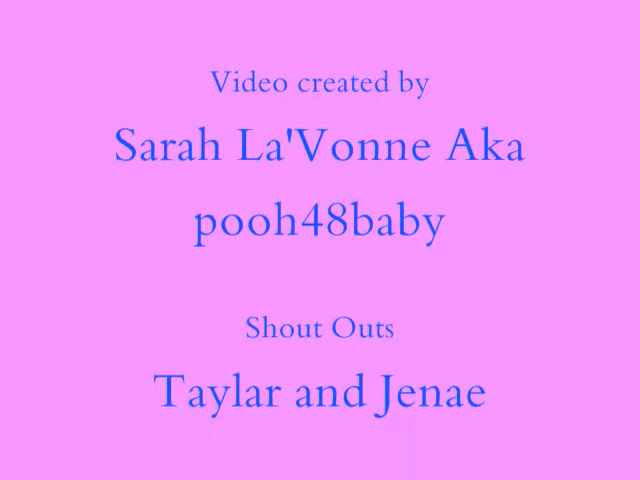 Video created by
Sarah La'Vonne Aka
pooh48baby
Shout Outs
Taylar and Jenae